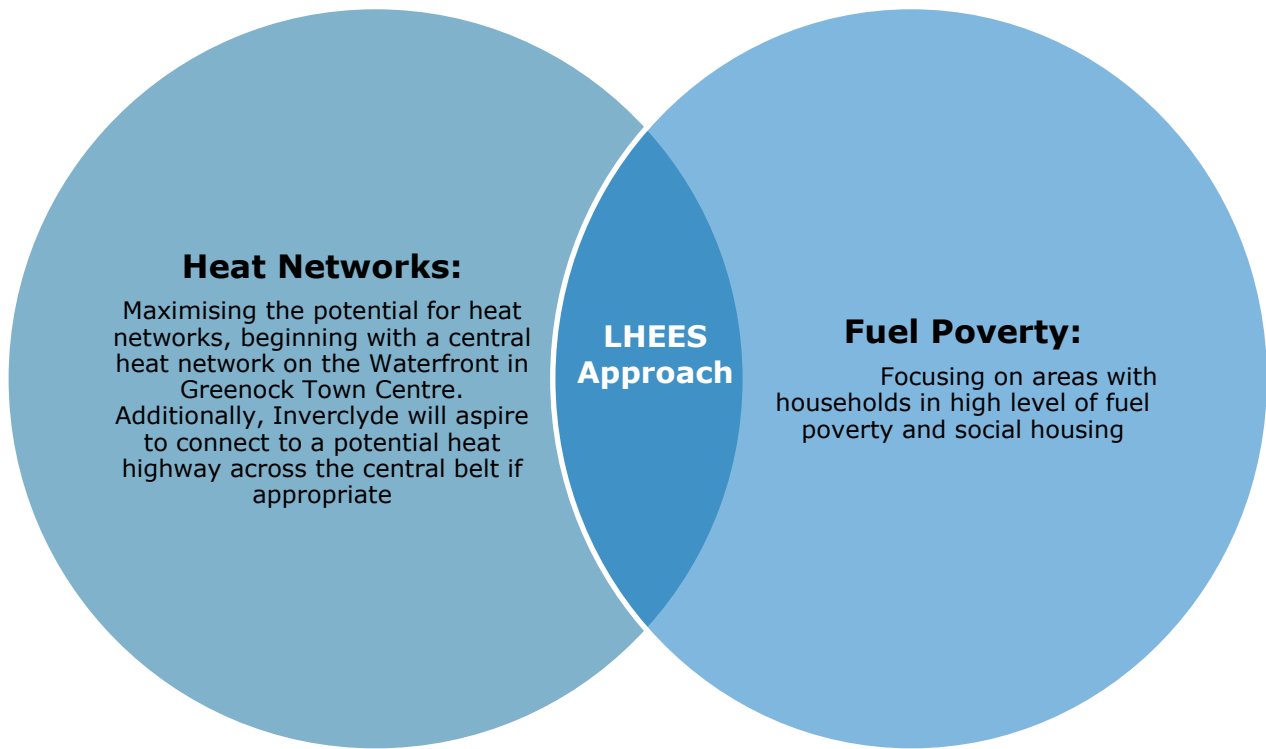 Heat Networks:
Maximising the potential for heat
networks, beginning with a central
heat network on the Waterfront in
Greenock Town Centre.
Additionally, Inverclyde will aspire
to connect to a potential heat
highway across the central belt if
appropriate
LHEES
Approach
Fuel Poverty:
Focusing on areas with
households in high level of fuel
poverty and social housing